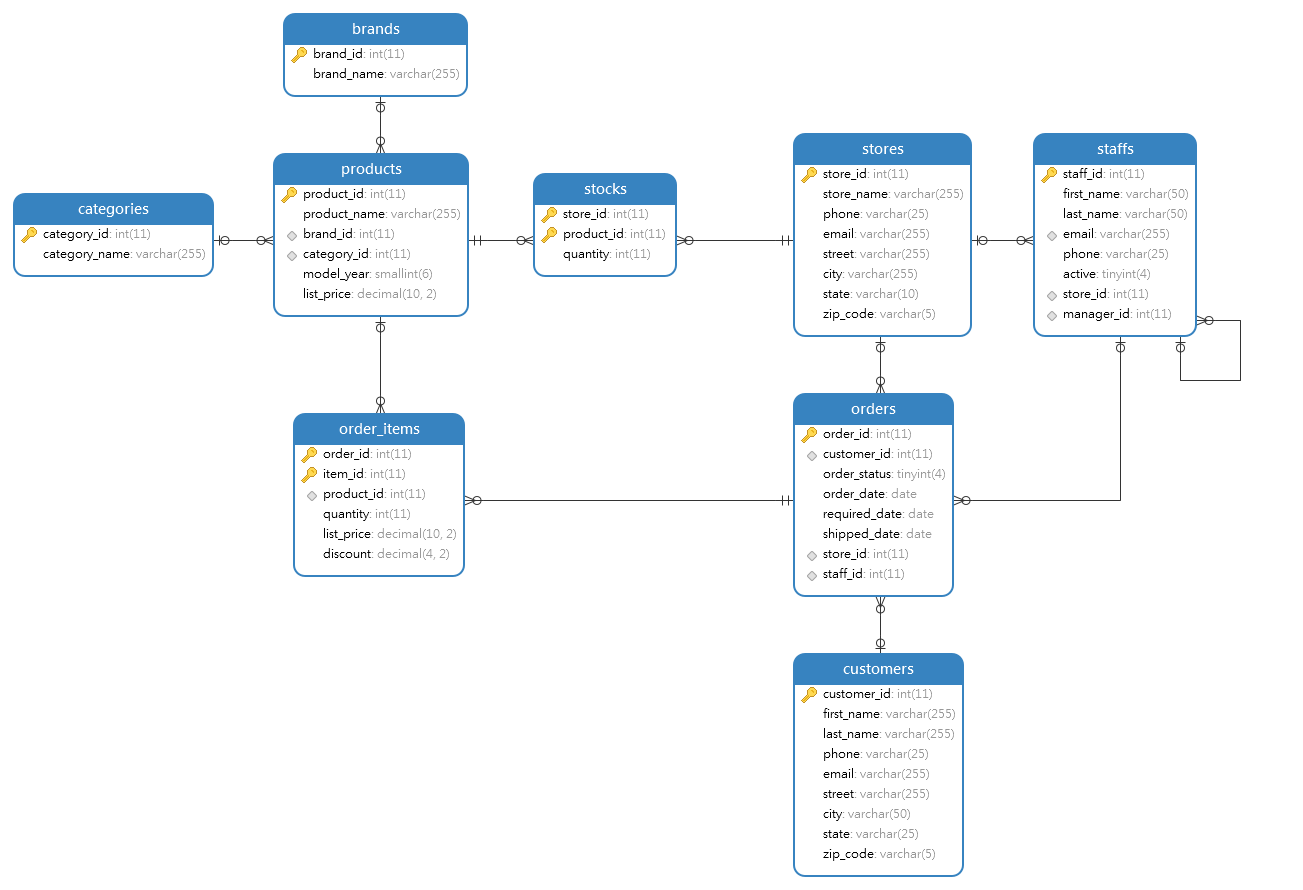 brands
brand_id: int(11)
brand_name: varchar(255)
products
product_id: int(11)
product_name: varchar(255)
brand_id: int(11)
category_id: int(11)
model_year: smallint(6)
list_price: decimal(10, 2)
categories
category_id: int(11)
category_name: varchar(255)
stocks
store_id: int(11)
product_id: int(11)
quantity: int(11)
stores
store_id: int(11)
store_name: varchar(255)
phone: varchar(25)
email: varchar(255)
street: varchar(255)
city: varchar(255)
state: varchar(10)
zip_code: varchar(5)
staffs
staff_id: int(11)
first_name: varchar(50)
last_name: varchar(50)
email: varchar(255)
phone: varchar(25)
active: tinyint(4)
store_id: int(11)
manager_id: int(11)
order_items
order_id: int(11)
item_id: int(11)
product_id: int(11)
quantity: int(11)
list_price: decimal(10, 2)
discount: decimal(4, 2)
orders
order_id: int(11)
customer_id: int(11)
order_status: tinyint(4)
order_date: date
required_date: date
shipped_date: date
store_id: int(11)
staff_id: int(11)
customers
customer_id: int(11)
first_name: varchar(255)
last_name: varchar(255)
phone: varchar(25)
email: varchar(255)
street: varchar(255)
city: varchar(50)
state: varchar(25)
zip_code: varchar(5)